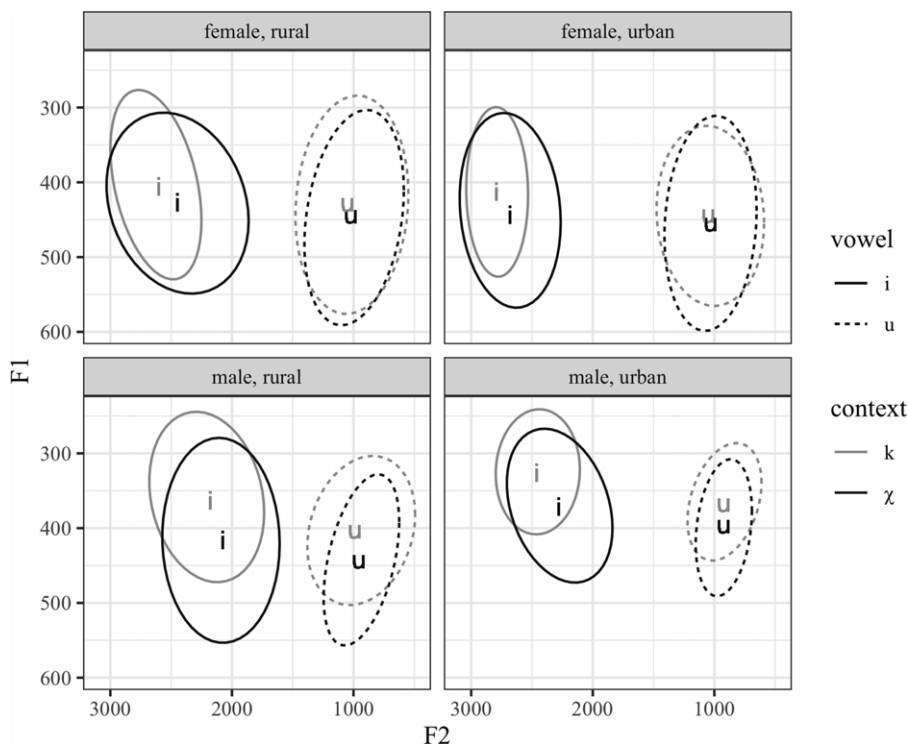 female, rural
female, urban
300
400
500
600
i
i
u
u
i
i
u
u
male, rural
male, urban
300
400
500
600
i
i
u
u
i
i
u
u
3000
2000
1000
3000
2000
1000
F1
F2
vowel
i
u
context
k
χ